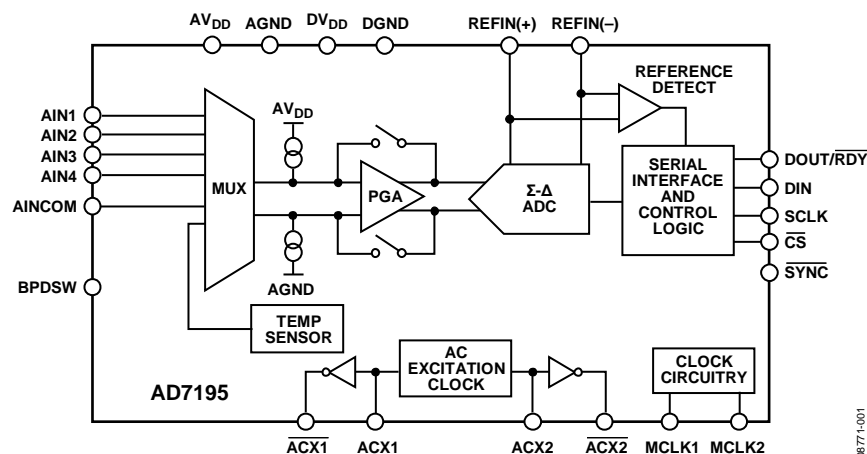 AVDD AGND DVDD DGND REFIN(+) REFIN(–)
REFERENCE
DETECT
AIN1
AIN2
AIN3
AIN4
AINCOM
BPDSW
MUX
AVDD
AGND
PGA
Σ-Δ
ADC
SERIAL
INTERFACE
AND
CONTROL
LOGIC
DOUT/RDY
DIN
SCLK
CS
SYNC
TEMP
SENSOR
AC
EXCITATION
CLOCK
CLOCK
CIRCUITRY
AD7195
ACX1 ACX1 ACX2 ACX2 MCLK1 MCLK2